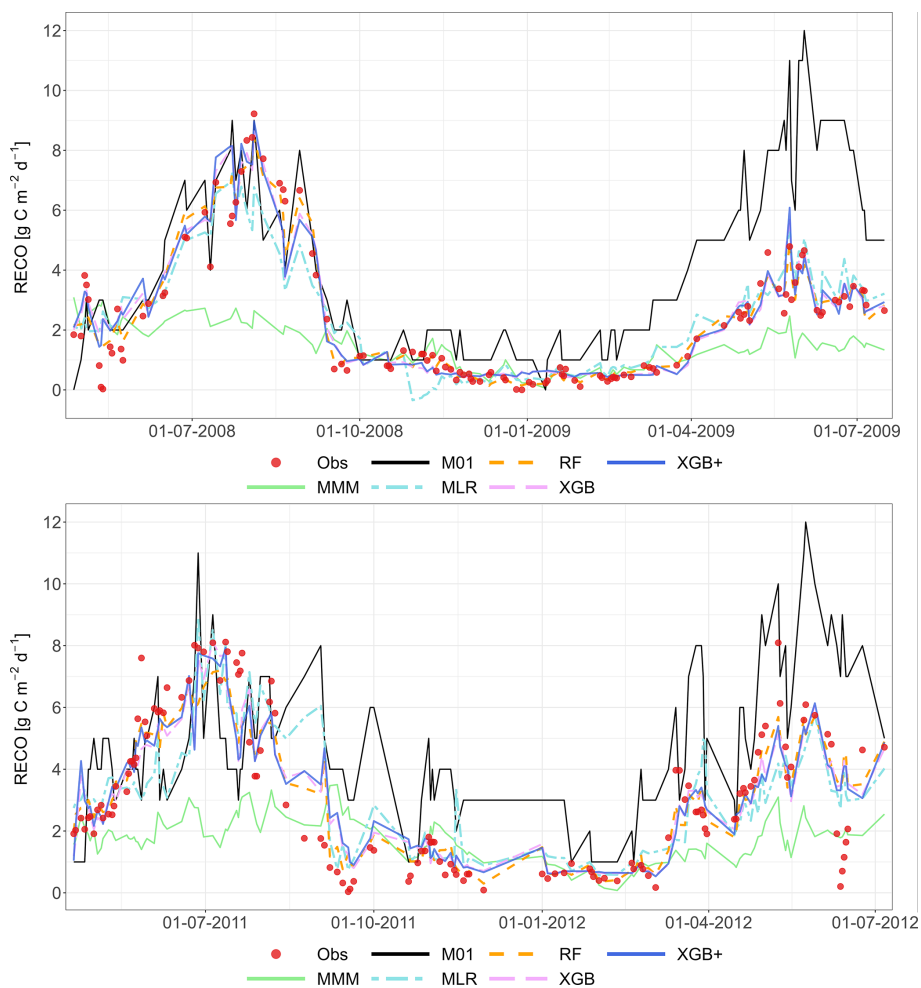 12
10
8
6
4
2
0
RECO [g C m⁻² d⁻¹]
01-07-2008 01-10-2008 01-01-2009 01-04-2009 01-07-2009
Obs M01 RF XGB+
MMM MLR XGB
12
10
8
6
4
2
0
RECO [g C m⁻² d⁻¹]
01-07-2011 01-10-2011 01-01-2012 01-04-2012 01-07-2012
Obs M01 RF XGB+
MMM MLR XGB